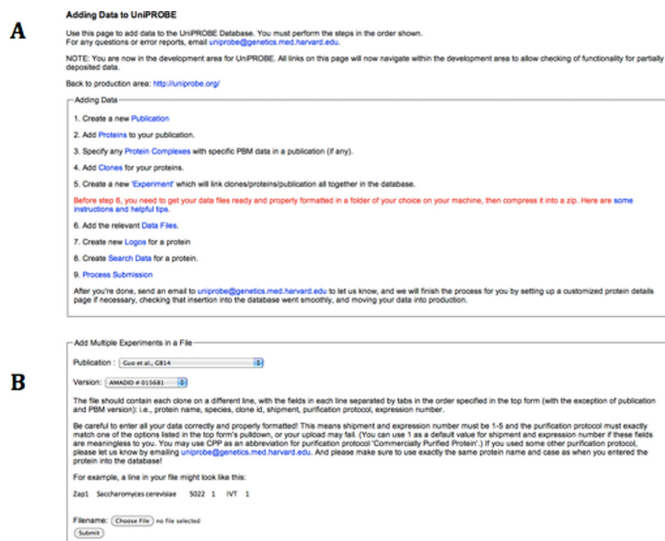 A
Adding Data to UniPROBE
Use this page to add data to the UniPROBE Database. You must perform the steps in the order shown.
For any questions or error reports, email uniprobe@genetics.med.harvard.edu.
NOTE: You are now in the development area for UniPROBE. All links on this page will now navigate within the development area to allow checking of functionality for partially
deposited data.
Back to production area: http://uniprobe.org/
Adding Data
1. Create a new Publication
2. Add Proteins to your publication.
3. Specify any Protein Complexes with specific PBM data in a publication (if any).
4. Add Clones for your proteins.
5. Create a new 'Experiment' which will link clones/proteins/publication all together in the database.
Before step 6, you need to get your data files ready and properly formatted in a folder of your choice on your machine, then compress it into a zip. Here are some
instructions and helpful tips.
6. Add the relevant Data Files.
7. Create new Logos for a protein
8. Create Search Data for a protein.
9. Process Submission
After you're done, send an email to uniprobe@genetics.med.harvard.edu to let us know, and we will finish the process for you by setting up a customized protein details
page if necessary, checking that insertion into the database went smoothly, and moving your data into production.
B
Add Multiple Experiments in a File
Publication : Guo et al., GB14
Version: AMADID # 015681
The file should contain each clone on a different line, with the fields in each line separated by tabs in the order specified in the top form (with the exception of publication
and PBM version): i.e., protein name, species, clone id, shipment, purification protocol, expression number.
Be careful to enter all your data correctly and properly formatted! This means shipment and expression number must be 1-5 and the purification protocol must exactly
match one of the options listed in the top form's pulldown, or your upload may fail. (You can use 1 as a default value for shipment and expression number if these fields
are meaningless to you. You may use CPP as an abbreviation for purification protocol 'Commercially Purified Protein'.) If you used some other purification protocol,
please let us know by emailing uniprobe@genetics.med.harvard.edu. And please make sure to use exactly the same protein name and case as when you entered the
protein into the database!
For example, a line in your file might look like this:
Zap1 Saccharomyces cerevisiae 5022 1 IVT 1
Filename: Choose File no file selected
Submit